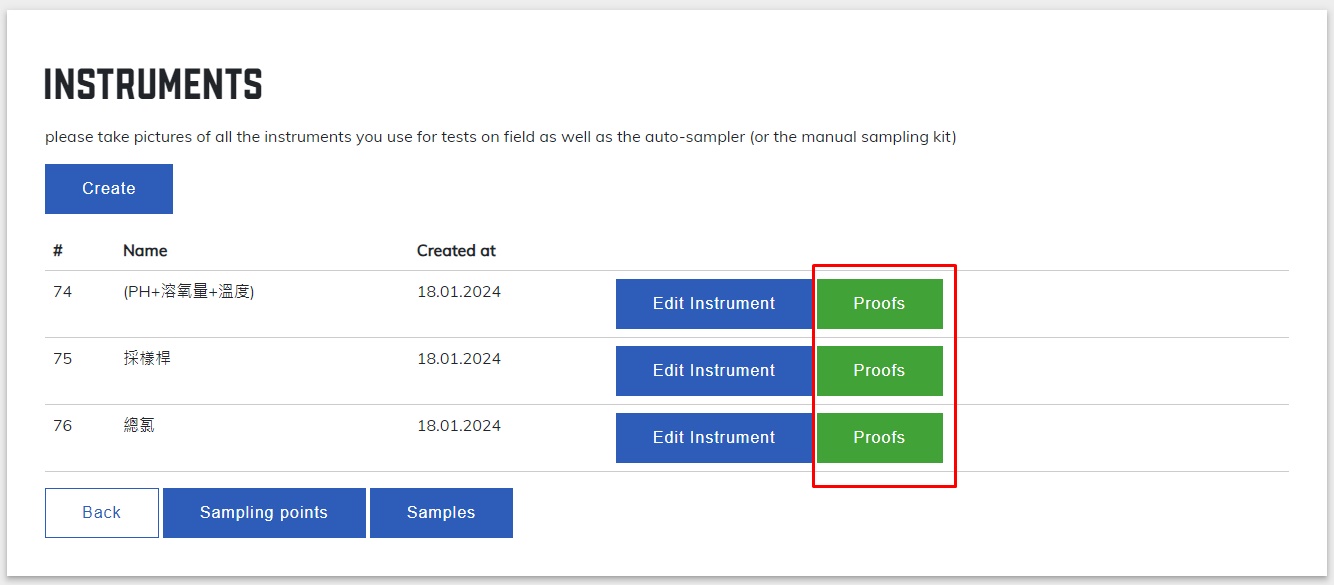 INSTRUMENTS
please take pictures of all the instruments you use for tests on field as well as the auto-sampler (or the manual sampling kit)
Create
# Name Created at
74 (PH+溶氧量+溫度) 18.01.2024 Edit Instrument Proofs
75 採樣桿 18.01.2024 Edit Instrument Proofs
76 總氯 18.01.2024 Edit Instrument Proofs
Back Sampling points Samples